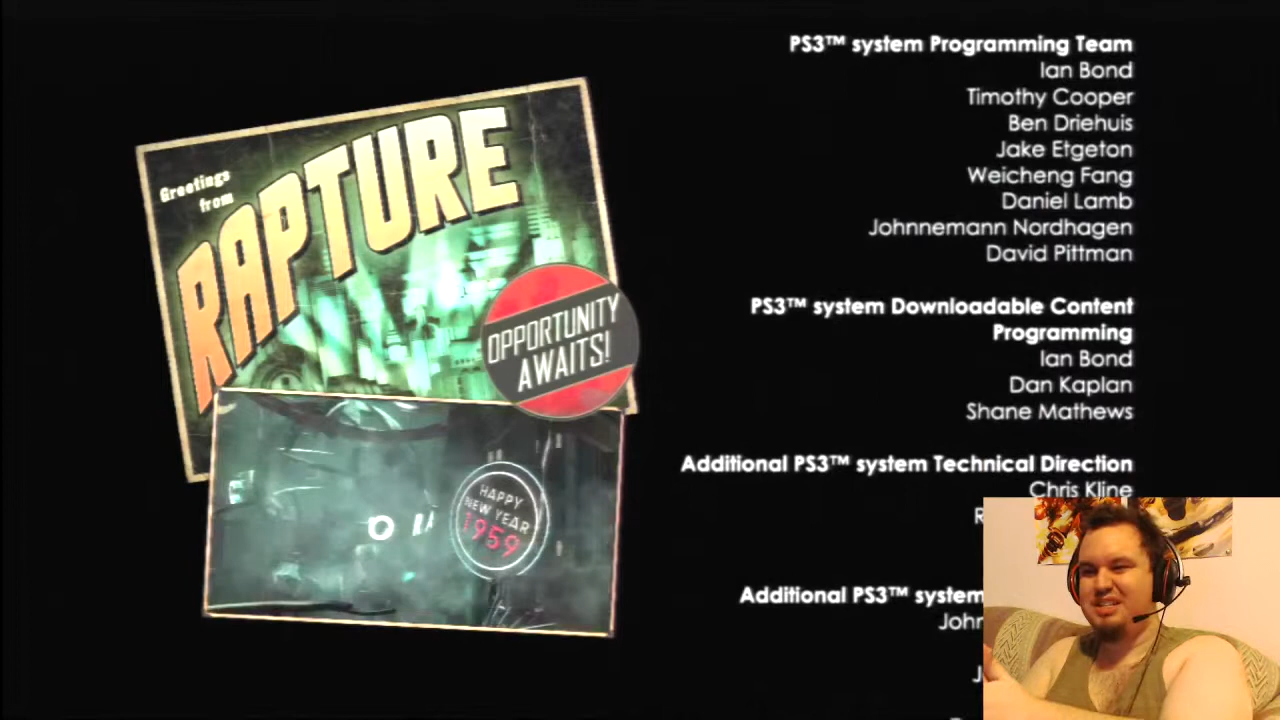 Greetings
from
RAPTURE
OPPORTUNITY
AWAITS!
HAPPY
NEW YEAR
1959
PS3™ system Programming Team
Ian Bond
Timothy Cooper
Ben Driehuis
Jake Etgeton
Weicheng Fang
Daniel Lamb
Johnnemann Nordhagen
David Pittman
PS3™ system Downloadable Content
Programming
Ian Bond
Dan Kaplan
Shane Mathews
Additional PS3™ system Technical Direction
Chris Kline
Additional PS3™ system